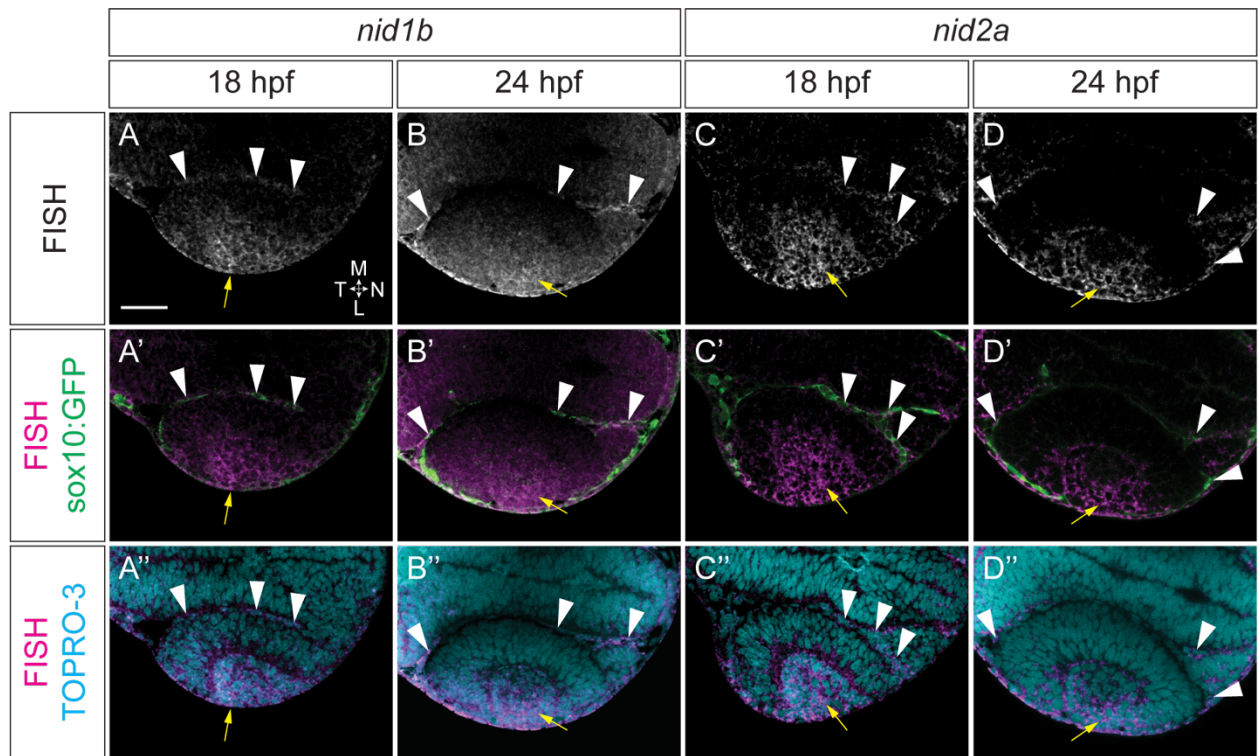 nid1b nid2a
18 hpf 24 hpf 18 hpf 24 hpf
FISH
A B C D
M
T N
L
FISH
sox10:GFP
A' B' C' D'
FISH
TOPRO-3
A'' B'' C'' D''